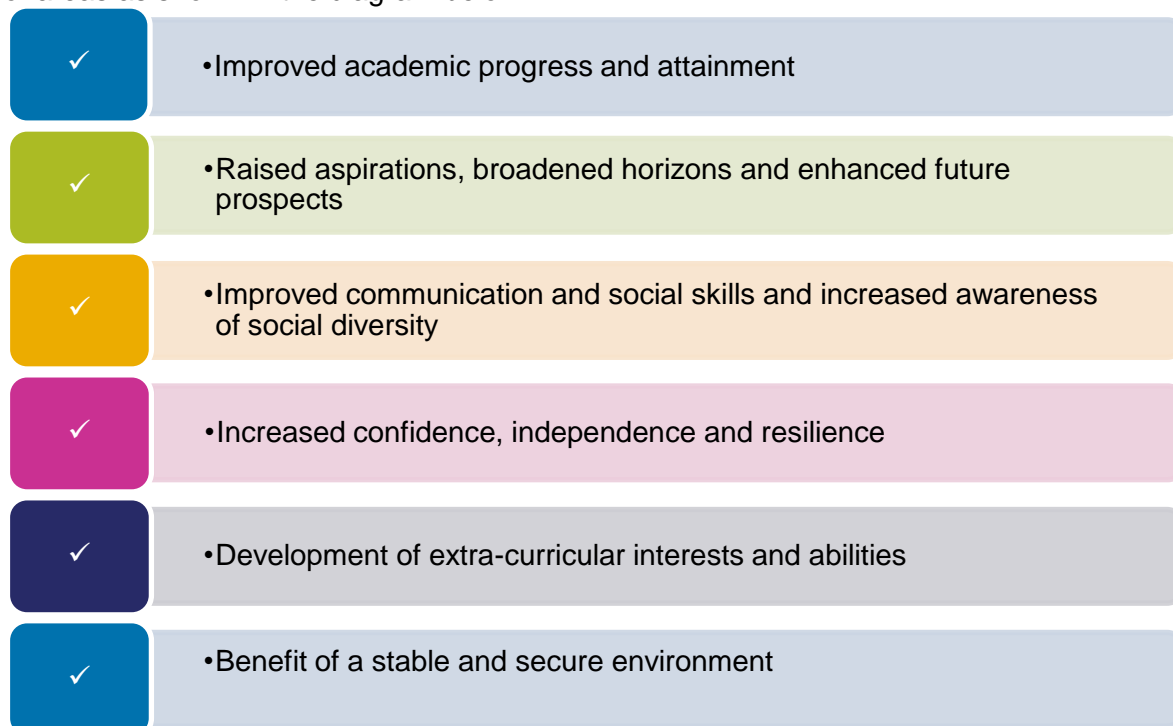 ✓
•Improved academic progress and attainment
✓
•Raised aspirations, broadened horizons and enhanced future
prospects
✓
•Improved communication and social skills and increased awareness
of social diversity
✓
•Increased confidence, independence and resilience
✓
•Development of extra-curricular interests and abilities
✓
•Benefit of a stable and secure environment